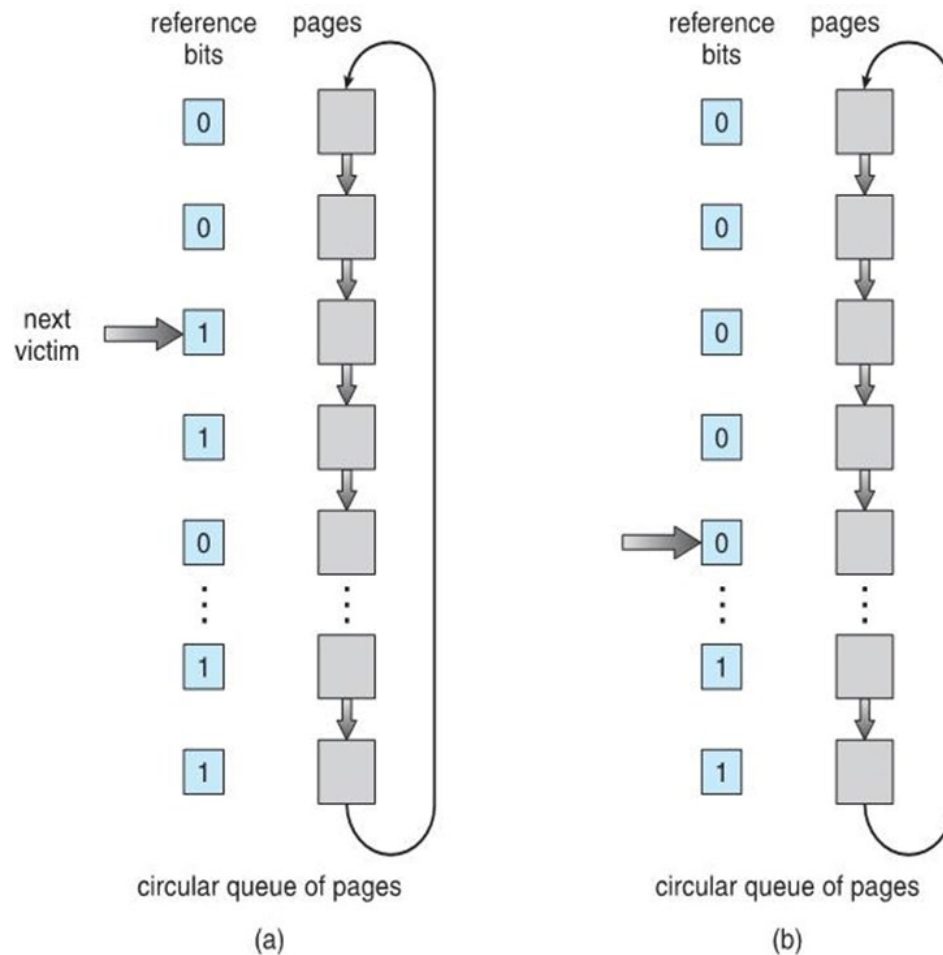 reference bits
pages
0
0
next victim
1
1
0
1
1
circular queue of pages
(a)
reference bits
pages
0
0
0
0
0
1
1
circular queue of pages
(b)